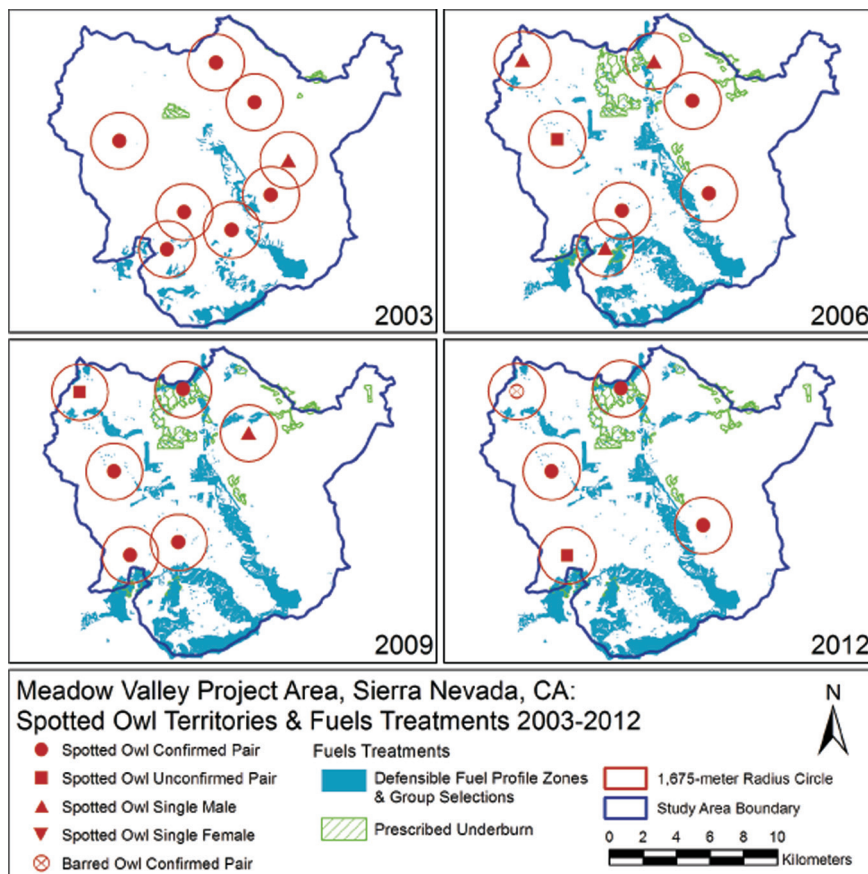 2003
2006
2009
2012
Meadow Valley Project Area, Sierra Nevada, CA:
Spotted Owl Territories & Fuels Treatments 2003-2012
N
Spotted Owl Confirmed Pair
Spotted Owl Unconfirmed Pair
Spotted Owl Single Male
Spotted Owl Single Female
Barred Owl Confirmed Pair
Fuels Treatments
Defensible Fuel Profile Zones
& Group Selections
Prescribed Underburn
1,675-meter Radius Circle
Study Area Boundary
0 2 4 6 8 10
Kilometers